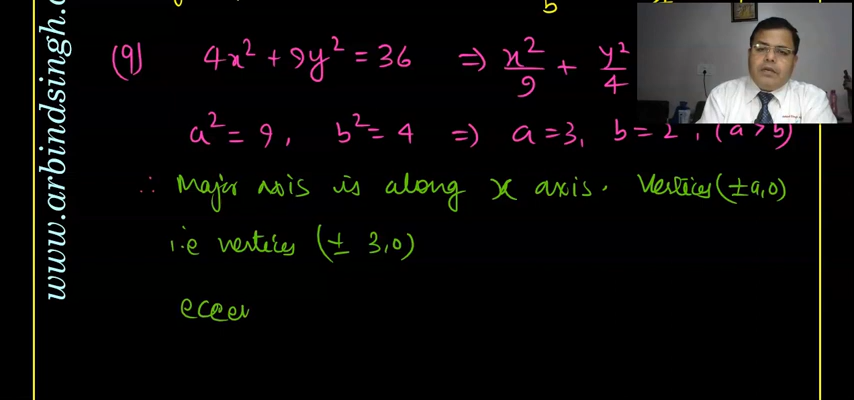 b
(9) 4x² + 9y² = 36 ⇒ x²/9 + y²/4
a² = 9, b² = 4 ⇒ a = 3, b = 2, (a > b)
∴ Major axis is along x axis. Vertices (±a,0)
i.e vertices (± 3,0)
eccen
www.arbindsingh.c